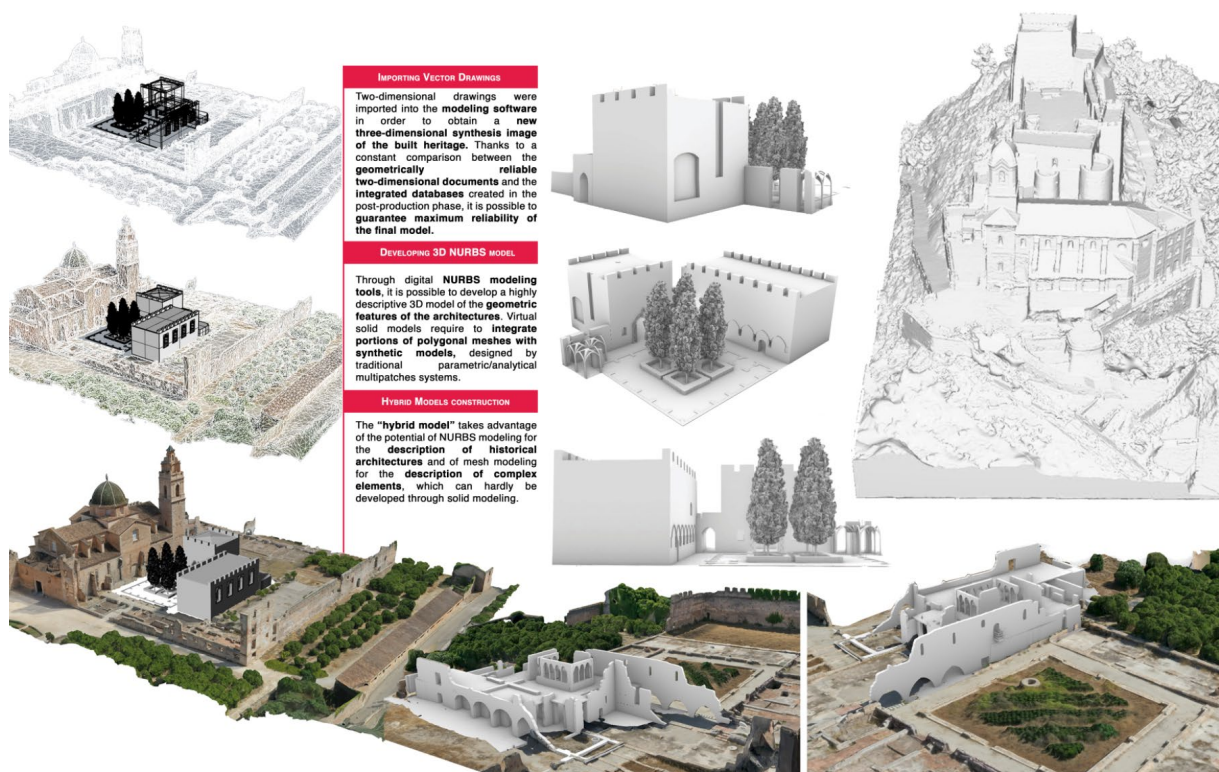 IMPORTING VECTOR DRAWINGS
Two-dimensional drawings were
imported into the modeling software
in order to obtain a new
three-dimensional synthesis image
of the built heritage. Thanks to a
constant comparison between the
geometrically reliable
two-dimensional documents and the
integrated databases created in the
post-production phase, it is possible to
guarantee maximum reliability of
the final model.
DEVELOPING 3D NURBS MODEL
Through digital NURBS modeling
tools, it is possible to develop a highly
descriptive 3D model of the geometric
features of the architectures. Virtual
solid models require to integrate
portions of polygonal meshes with
synthetic models, designed by
traditional parametric/analytical
multipatches systems.
HYBRID MODELS CONSTRUCTION
The “hybrid model” takes advantage
of the potential of NURBS modeling for
the description of historical
architectures and of mesh modeling
for the description of complex
elements, which can hardly be
developed through solid modeling.